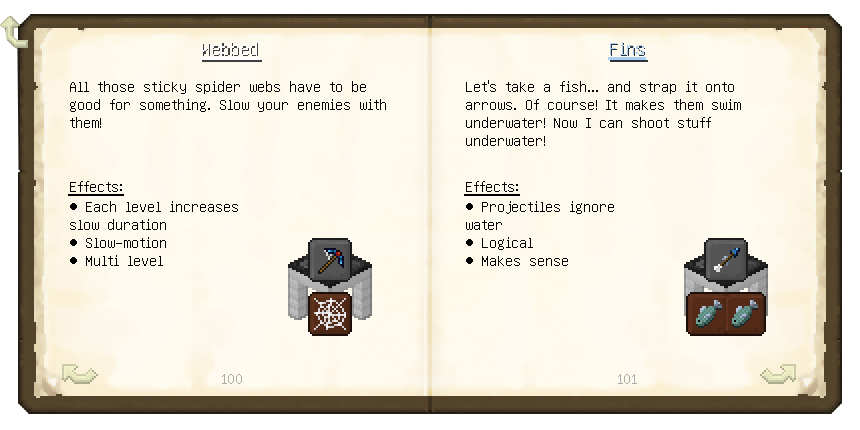 Webbed
All those sticky spider webs have to be
good for something. Slow your enemies with
them!
Effects:
• Each level increases
slow duration
• Slow-motion
• Multi level
100
Fins
Let's take a fish... and strap it onto
arrows. Of course! It makes them swim
underwater! Now I can shoot stuff
underwater!
Effects:
• Projectiles ignore
water
• Logical
• Makes sense
101